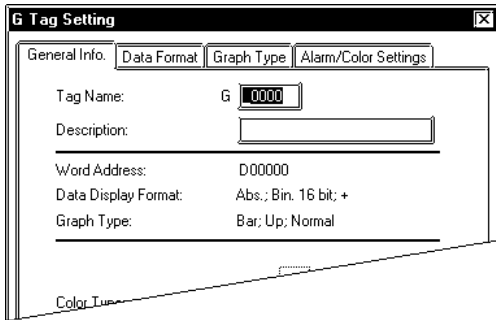 G Tag Setting
General Info. Data Format Graph Type Alarm/Color Settings
Tag Name: G 0000
Description:
Word Address: D00000
Data Display Format: Abs.; Bin. 16 bit; +
Graph Type: Bar; Up; Normal
Color